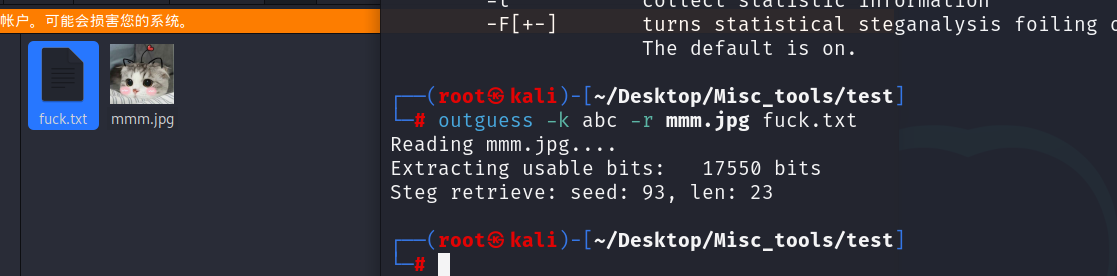 帐户。可能会损害您的系统。
fuck.txt
mmm.jpg
-t collect statistic information
-F[+-] turns statistical steganalysis foiling
The default is on.
┌──(root㉿kali)-[~/Desktop/Misc_tools/test]
└─# outguess -k abc -r mmm.jpg fuck.txt
Reading mmm.jpg....
Extracting usable bits: 17550 bits
Steg retrieve: seed: 93, len: 23
┌──(root㉿kali)-[~/Desktop/Misc_tools/test]
└─#